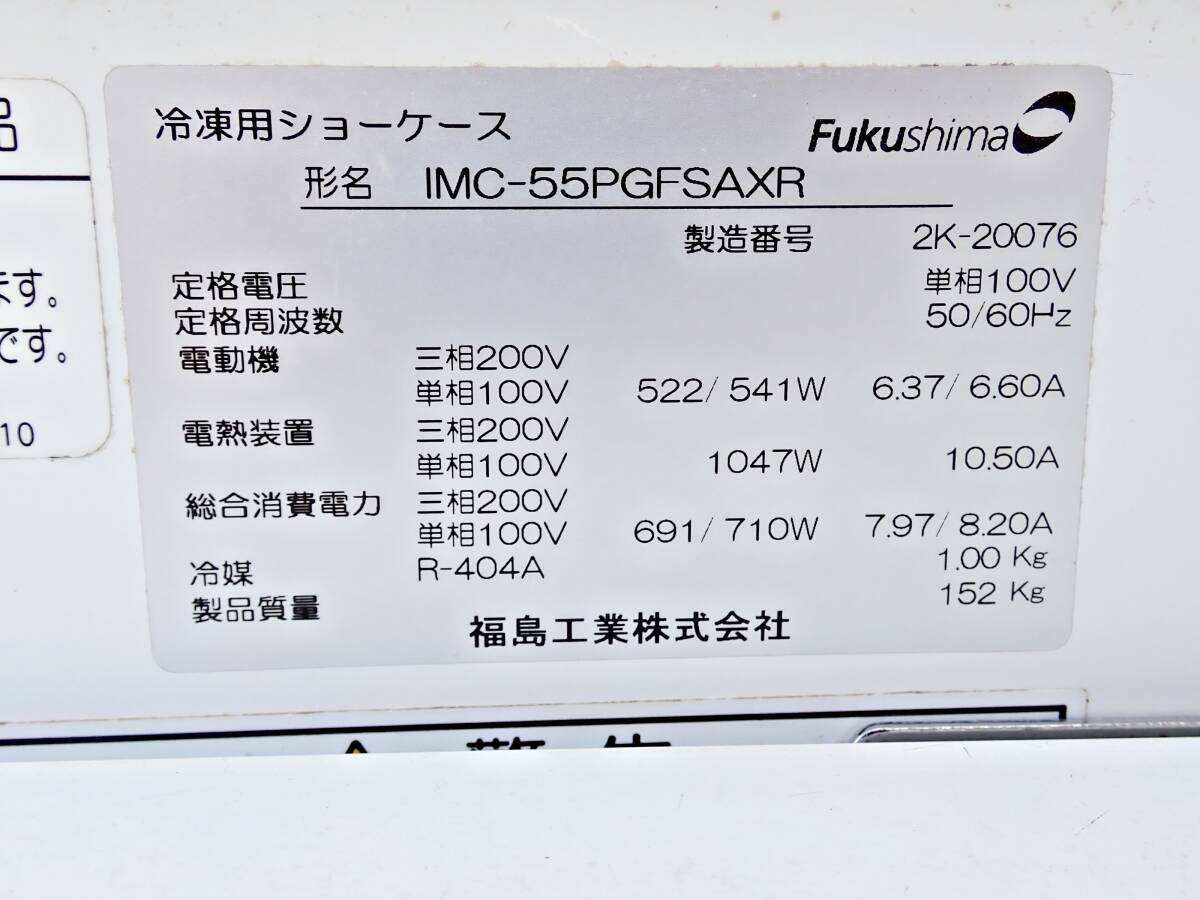 品
ます。
です。
10
冷凍用ショーケース
Fukushima
形名 IMC-55PGFSAXR
製造番号 2K-20076
定格電圧 単相100V
定格周波数 50/60Hz
電動機 三相200V
単相100V 522/ 541W 6.37/ 6.60A
電熱装置 三相200V
単相100V 1047W 10.50A
総合消費電力 三相200V
単相100V 691/ 710W 7.97/ 8.20A
冷媒 R-404A 1.00 Kg
製品質量 152 Kg
福島工業株式会社